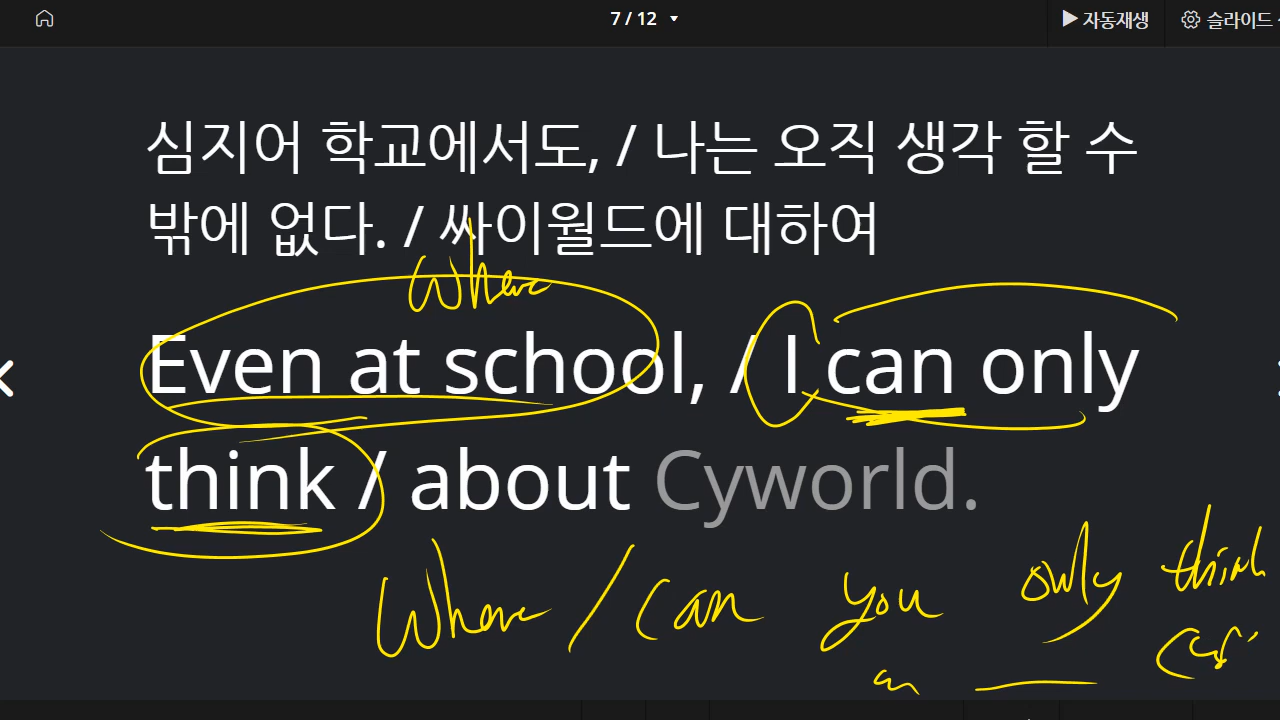 7 / 12
자동재생
슬라이드
심지어 학교에서도, / 나는 오직 생각 할 수
밖에 없다. / 싸이월드에 대하여
Where
Even at school, / I can only
think / about Cyworld.
Where / can you only think